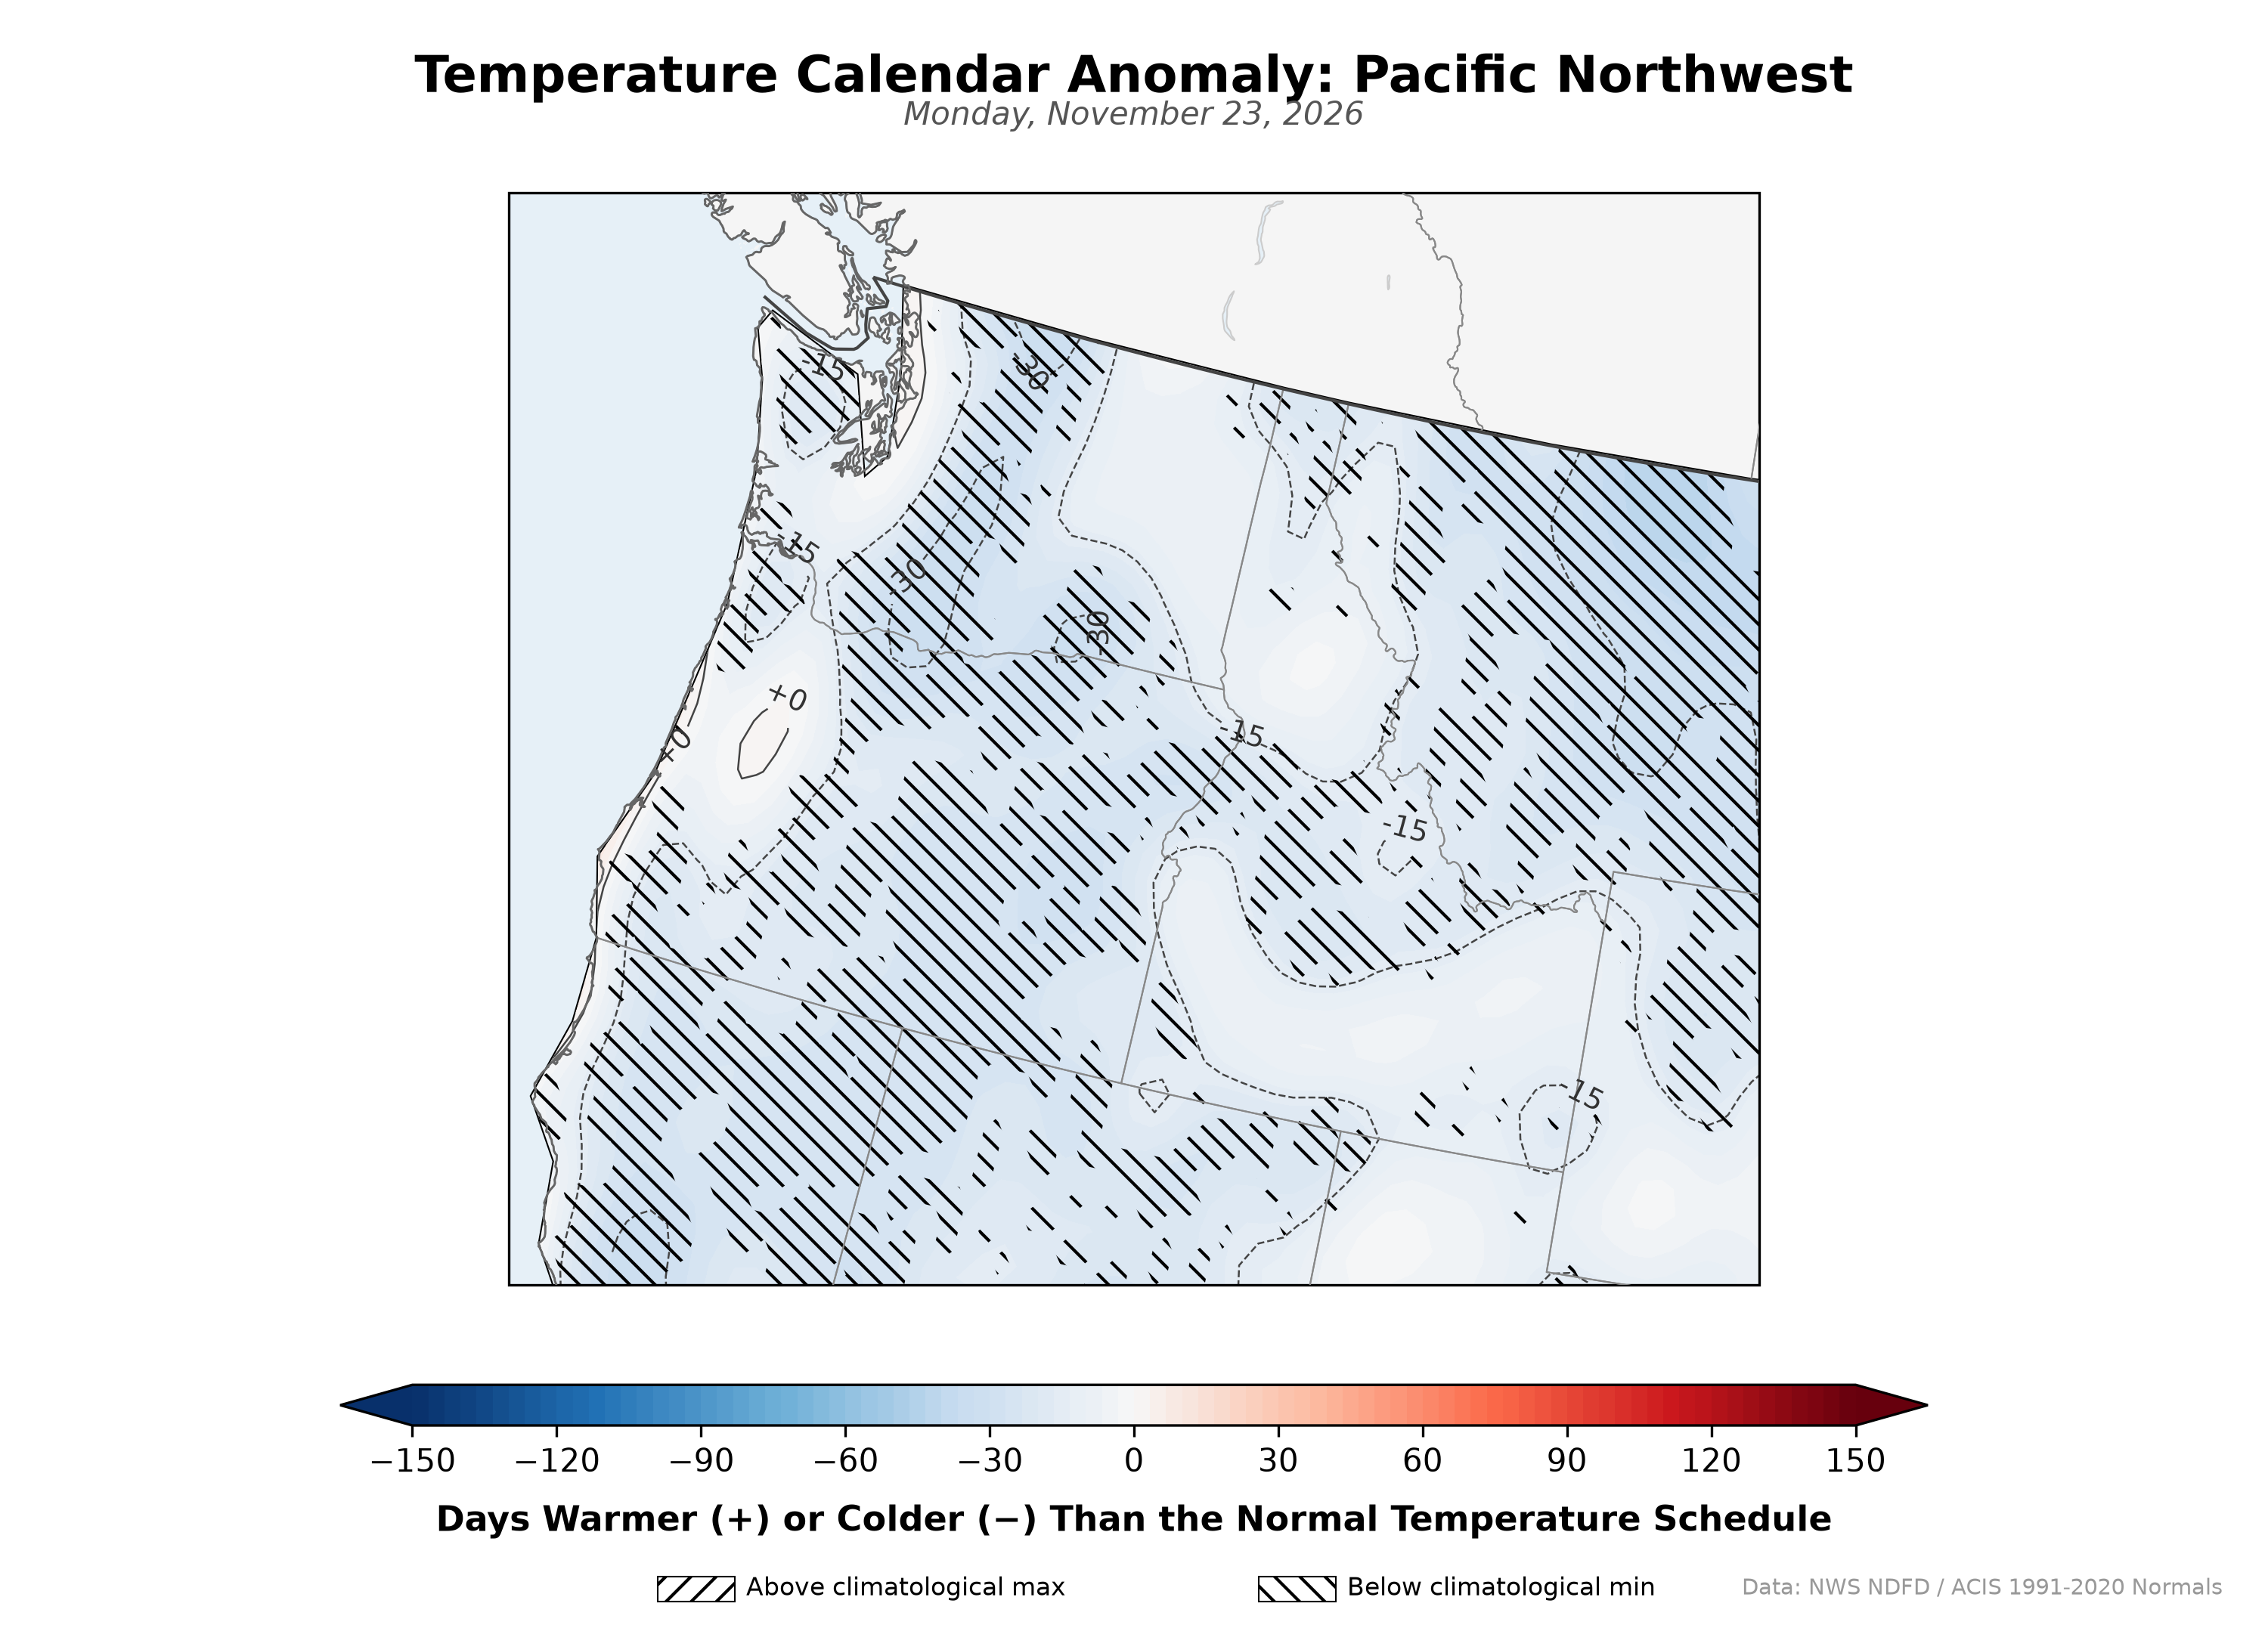 Temperature Calendar Anomaly: Pacific Northwest
Monday, November 23, 2026
-30
-15
-15
-30
-30
+0
-15
+0
-15
-15
−150 −120 −90 −60 −30 0 30 60 90 120 150
Days Warmer (+) or Colder (−) Than the Normal Temperature Schedule
Above climatological max
Below climatological min
Data: NWS NDFD / ACIS 1991-2020 Normals